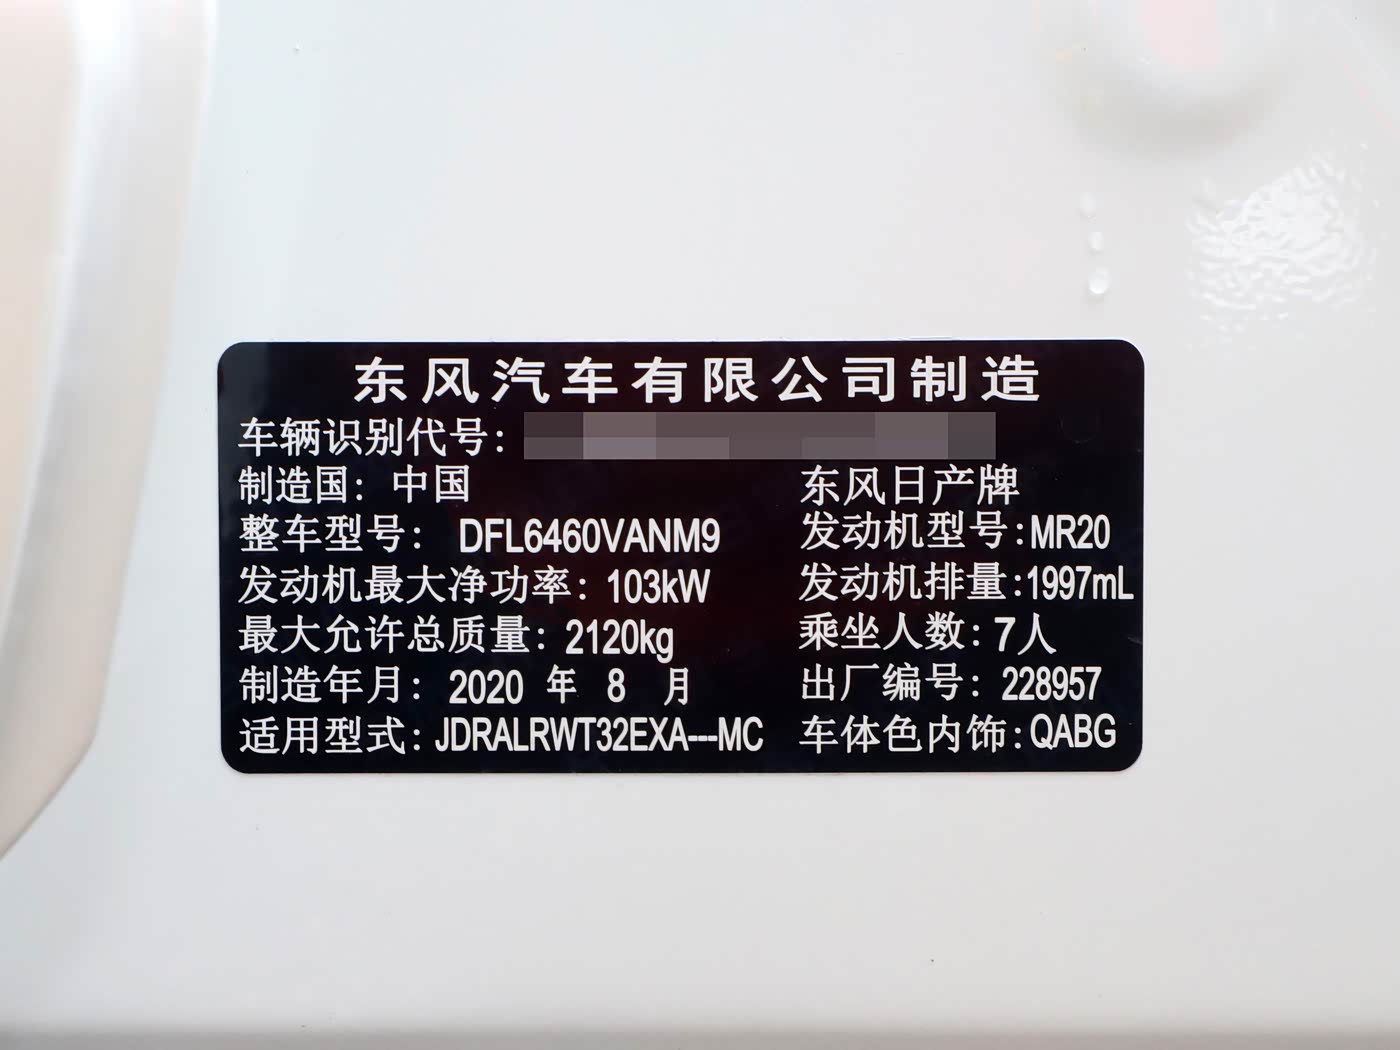 东风汽车有限公司制造
车辆识别代号：
制造国：中国 东风日产牌
整车型号：DFL6460VANM9 发动机型号:MR20
发动机最大净功率：103kW 发动机排量:1997mL
最大允许总质量：2120kg 乘坐人数：7人
制造年月：2020 年 8 月 出厂编号：228957
适用型式：JDRALRWT32EXA---MC 车体色内饰:QABG